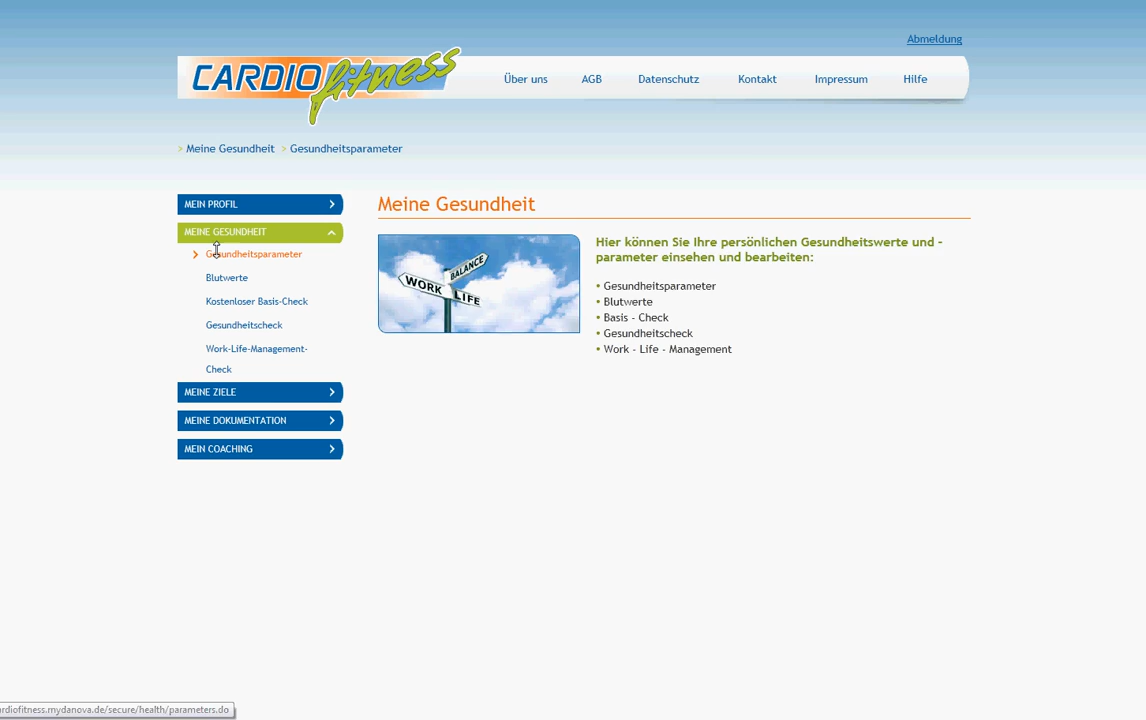 Abmeldung
CARDIO fitness
Über uns
AGB
Datenschutz
Kontakt
Impressum
Hilfe
> Meine Gesundheit > Gesundheitsparameter
MEIN PROFIL
MEINE GESUNDHEIT
Gesundheitsparameter
Blutwerte
Kostenloser Basis-Check
Gesundheitscheck
Work-Life-Management-
Check
MEINE ZIELE
MEINE DOKUMENTATION
MEIN COACHING
Meine Gesundheit
WORK
BALANCE
LIFE
Hier können Sie Ihre persönlichen Gesundheitswerte und -
parameter einsehen und bearbeiten:
• Gesundheitsparameter
• Blutwerte
• Basis - Check
• Gesundheitscheck
• Work - Life - Management
ardiofitness.mydanova.de/secure/health/parameters.do